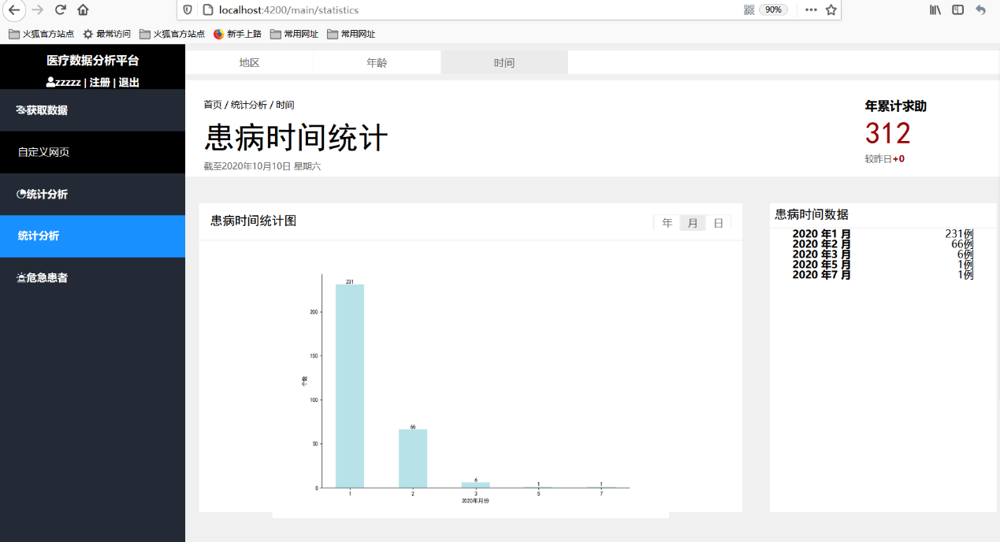 localhost:4200/main/statistics
90%
火狐官方站点 最常访问 火狐官方站点 新手上路 常用网址 常用网址
医疗数据分析平台
zzzzz | 注册 | 退出
获取数据
自定义网页
统计分析
统计分析
危急患者
地区 年龄 时间
首页 / 统计分析 / 时间
患病时间统计
截至2020年10月10日 星期六
年累计求助
312
较昨日+0
患病时间统计图
年 月 日
231
200
150
个数
100
66
50
6
1
1
0
1 2 3 5 7
2020年月份
患病时间数据
2020 年1 月 231例
2020 年2 月 66例
2020 年3 月 6例
2020 年5 月 1例
2020 年7 月 1例